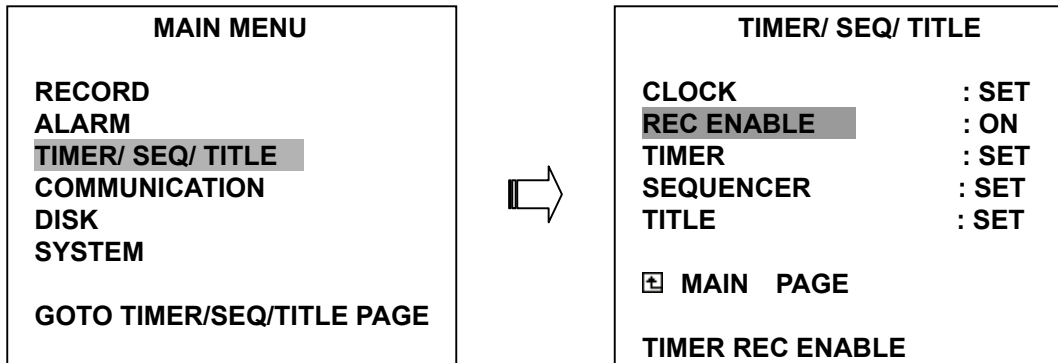 MAIN MENU
RECORD
ALARM
TIMER/ SEQ/ TITLE
COMMUNICATION
DISK
SYSTEM
GOTO TIMER/SEQ/TITLE PAGE
TIMER/ SEQ/ TITLE
CLOCK : SET
REC ENABLE : ON
TIMER : SET
SEQUENCER : SET
TITLE : SET
MAIN PAGE
TIMER REC ENABLE